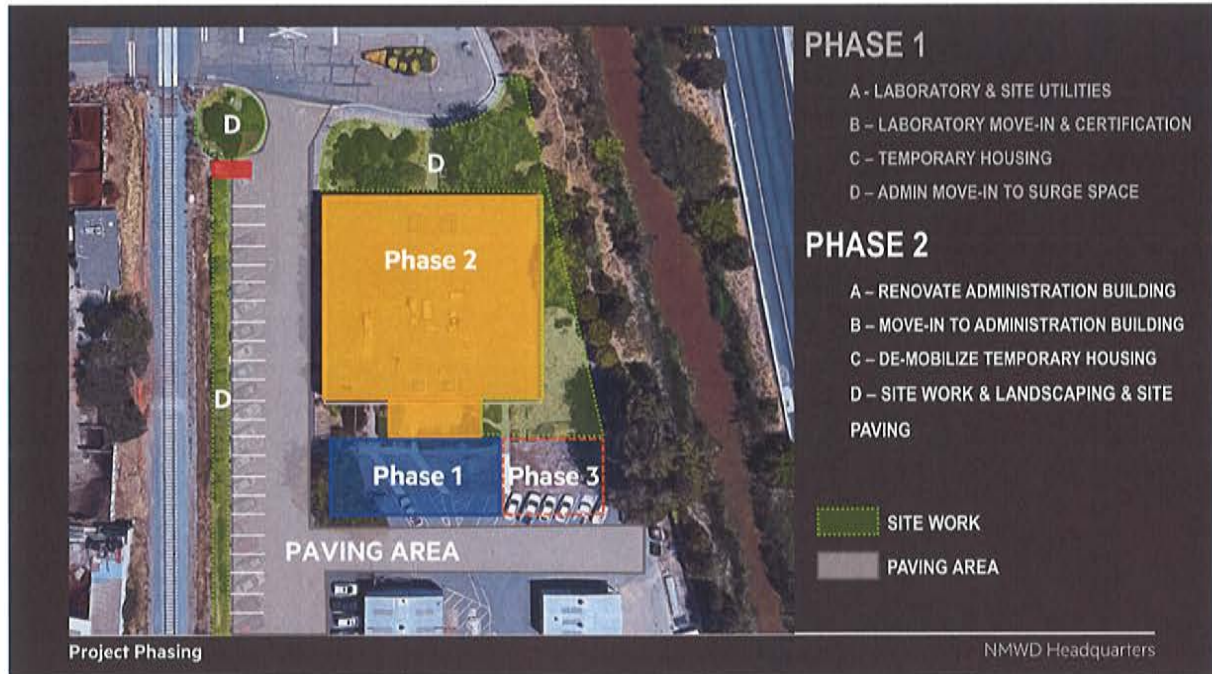 PHASE 1
A - LABORATORY & SITE UTILITIES
B – LABORATORY MOVE-IN & CERTIFICATION
C – TEMPORARY HOUSING
D – ADMIN MOVE-IN TO SURGE SPACE
PHASE 2
A – RENOVATE ADMINISTRATION BUILDING
B – MOVE-IN TO ADMINISTRATION BUILDING
C – DE-MOBILIZE TEMPORARY HOUSING
D – SITE WORK & LANDSCAPING & SITE
PAVING
SITE WORK
PAVING AREA
D
D
Phase 2
D
Phase 1
Phase 3
PAVING AREA
Project Phasing
NMWD Headquarters